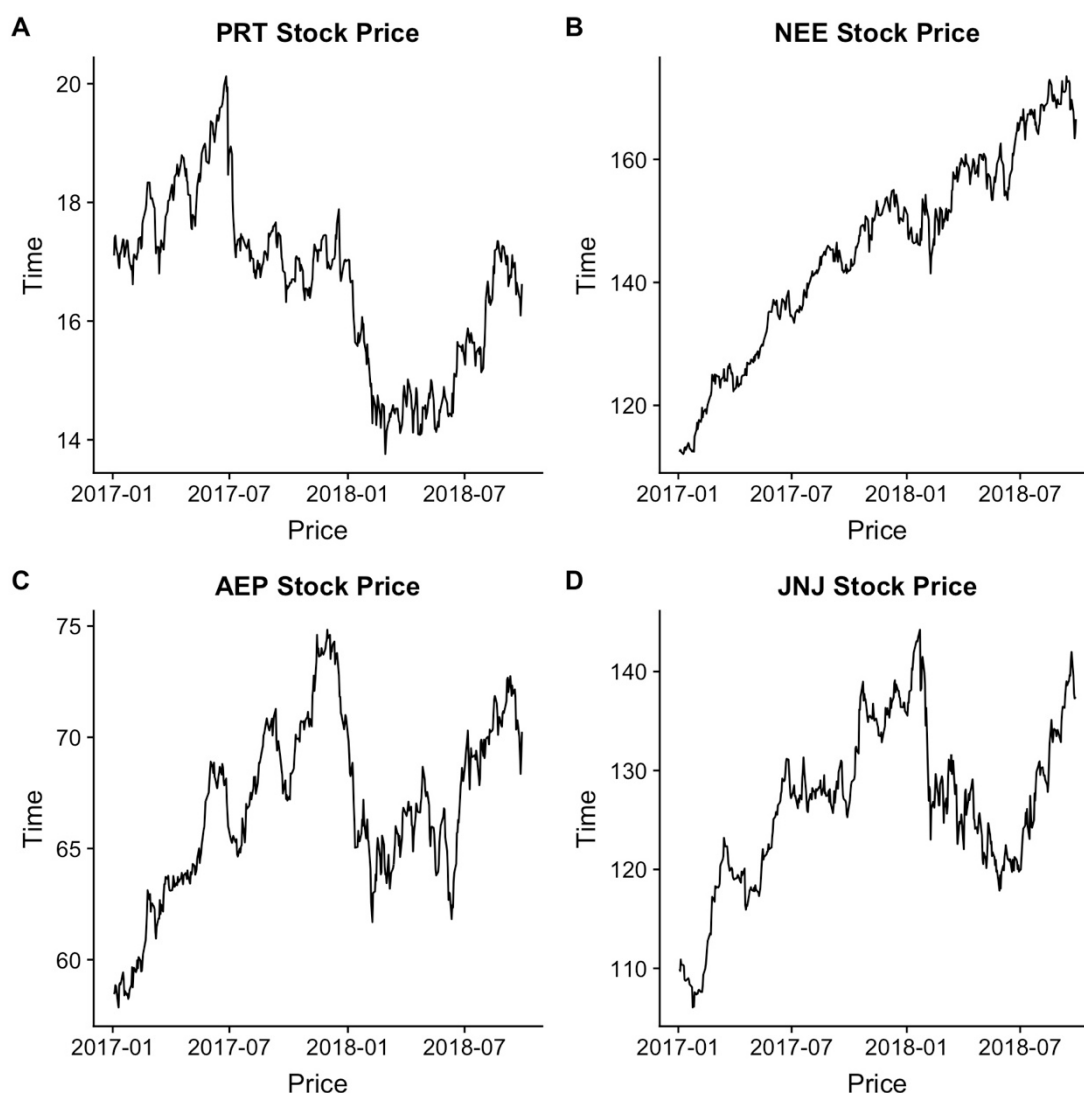 A
PRT Stock Price
20
18
16
14
Time
2017-01 2017-07 2018-01 2018-07
Price
B
NEE Stock Price
160
140
120
Time
2017-01 2017-07 2018-01 2018-07
Price
C
AEP Stock Price
75
70
65
60
Time
2017-01 2017-07 2018-01 2018-07
Price
D
JNJ Stock Price
140
130
120
110
Time
2017-01 2017-07 2018-01 2018-07
Price